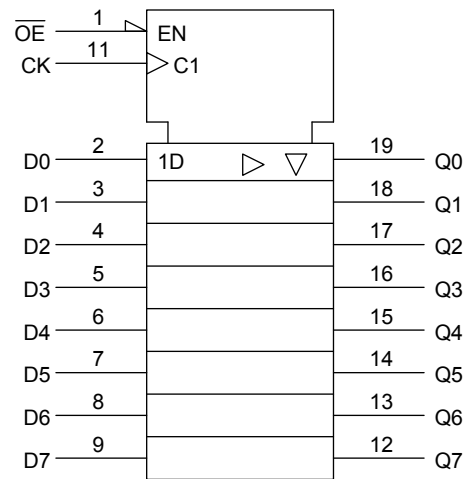 O̅E̅ 1 EN
CK 11 C1
D0 2 1D 19 Q0
D1 3 18 Q1
D2 4 17 Q2
D3 5 16 Q3
D4 6 15 Q4
D5 7 14 Q5
D6 8 13 Q6
D7 9 12 Q7